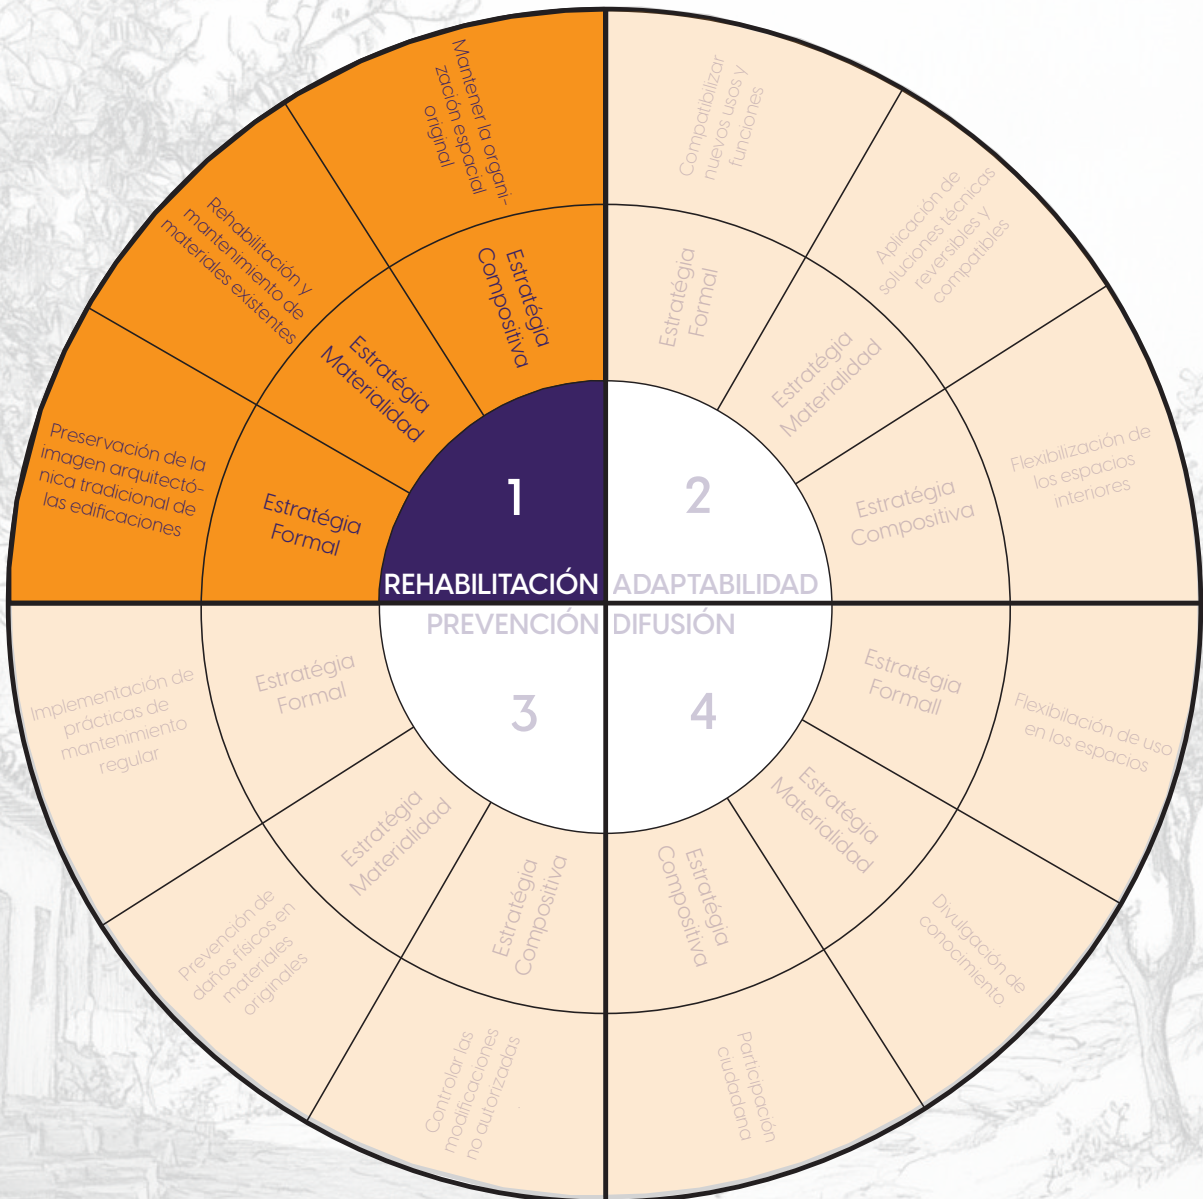 Mantener la organi-
zación espacial
original
Rehabilitación y
mantenimiento de
materiales existentes
Preservación de la
imagen arquitectó-
nica tradicional de
las edificaciones
Estratégia
Compositiva
Estratégia
Materialidad
Estratégia
Formal
1
REHABILITACIÓN
Compatibilizar
nuevos usos y
funciones
Aplicación de
soluciones técnicas
reversibles y
compatibles
Flexibilización de
los espacios
interiores
Estratégia
Formal
Estratégia
Materialidad
Estratégia
Compositiva
2
ADAPTABILIDAD
PREVENCIÓN
3
Estratégia
Formal
Estratégia
Materialidad
Estratégia
Compositiva
Implementación de
prácticas de
mantenimiento
regular
Prevención de
daños físicos en
materiales
originales
Controlar las
modificaciones
no autorizadas
DIFUSIÓN
4
Estratégia
Formall
Estratégia
Materialidad
Estratégia
Compositiva
Flexibilación de uso
en los espacios
Divulgación de
conocimiento
Participación
ciudadana